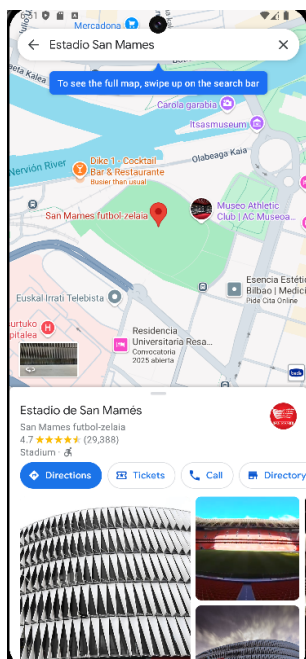 Mercadona
Estadio San Mames
To see the full map, swipe up on the search bar
Carola garabia
Itsasmuseum
Olabeaga Kaia
Nervión River
Dike 1 - Cocktail
Bar & Restaurante
Busier than usual
San Mames futbol-zelaia
Museo Athletic
Club | AC Museoa...
Esencia Estétic
Bilbao | Medici
Pide Cita Online
Euskal Irrati Telebista
Residencia
Universitaria Resa...
Convocatoria
2025 abierta
Estadio de San Mamés
San Mames futbol-zelaia
4.7 (29,388)
Stadium
Directions
Tickets
Call
Directory